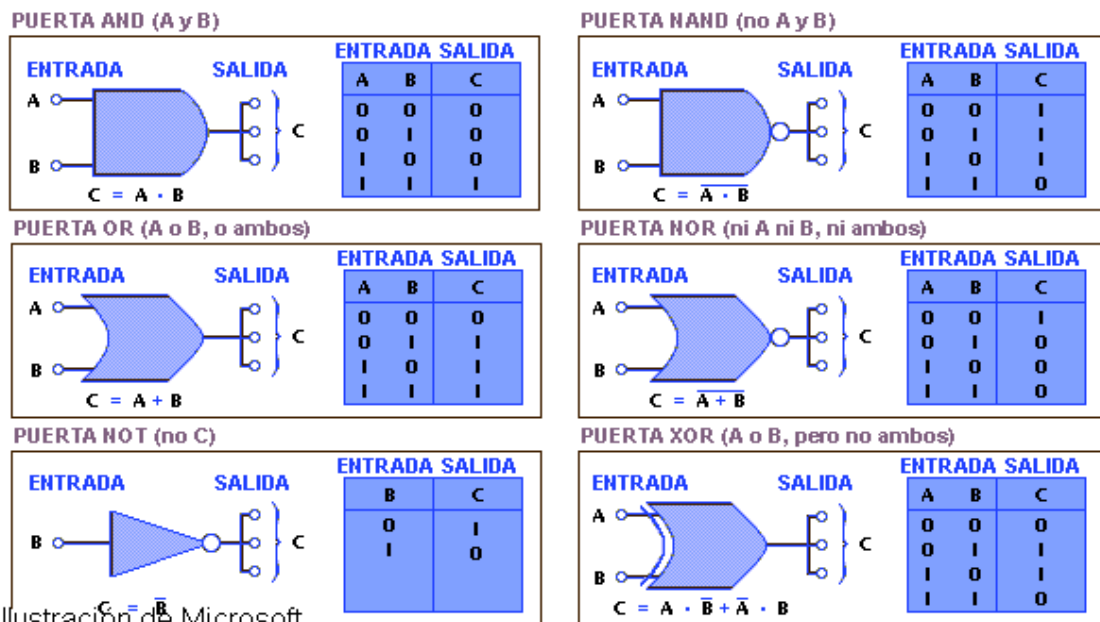 PUERTA AND (A y B)
ENTRADA SALIDA
ENTRADA SALIDA
A B C
A
B
C
0 0 0
0 1 0
1 0 0
1 1 1
C = A · B
PUERTA NAND (no A y B)
ENTRADA SALIDA
ENTRADA SALIDA
A B C
A
B
C
0 0 1
0 1 1
1 0 1
1 1 0
C = A̅ ·̅ B̅
PUERTA OR (A o B, o ambos)
ENTRADA SALIDA
ENTRADA SALIDA
A B C
A
B
C
0 0 0
0 1 1
1 0 1
1 1 1
C = A + B
PUERTA NOR (ni A ni B, ni ambos)
ENTRADA SALIDA
ENTRADA SALIDA
A B C
A
B
C
0 0 1
0 1 0
1 0 0
1 1 0
C = A̅ +̅ B̅
PUERTA NOT (no C)
ENTRADA SALIDA
ENTRADA SALIDA
B C
B
C
0 1
1 0
C = B̅
PUERTA XOR (A o B, pero no ambos)
ENTRADA SALIDA
ENTRADA SALIDA
A B C
A
B
C
0 0 0
0 1 1
1 0 1
1 1 0
C = A · B̅ + A̅ · B
Ilustración de Microsoft